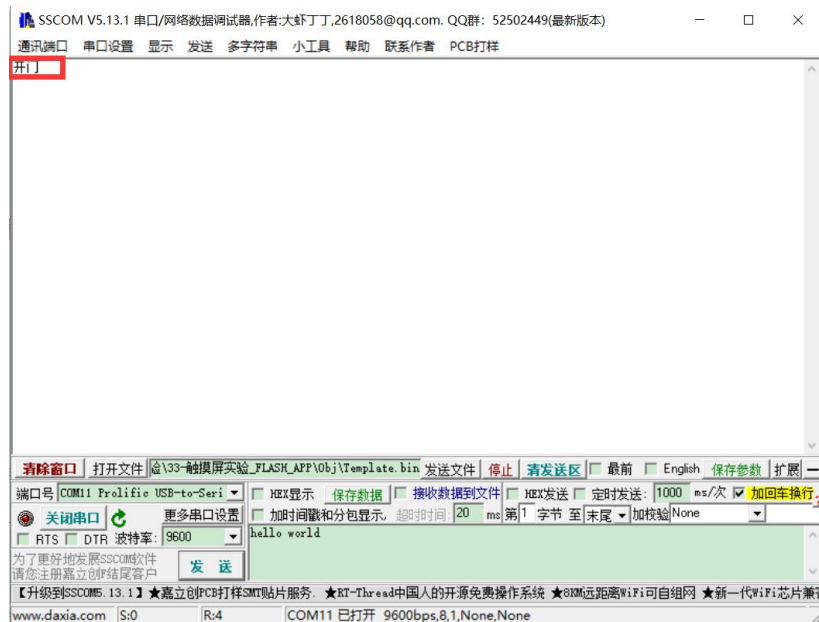 SSCOM V5.13.1 串口/网络数据调试器,作者:大虾丁丁,2618058@qq.com. QQ群：52502449(最新版本)
通讯端口 串口设置 显示 发送 多字符串 小工具 帮助 联系作者 PCB打样
开门
清除窗口 打开文件 \33-触摸屏实验_FLASH_APP\Obj\Template.bin 发送文件 停止 清发送区 最前 English 保存参数 扩展
端口号 COM11 Prolific USB-to-Seri HEX显示 保存数据 接收数据到文件 HEX发送 定时发送: 1000 ms/次 加回车换行
关闭串口 更多串口设置 加时间戳和分包显示, 超时时间: 20 ms 第 1 字节 至 末尾 加校验 None
RTS DTR 波特率: 9600 hello world
为了更好地发展SSCOM软件
请您注册嘉立创F结尾客户
发 送
【升级到SSCOM5.13.1】★嘉立创PCB打样SMT贴片服务. ★RT-Thread中国人的开源免费操作系统 ★8KM远距离WiFi可自组网 ★新一代WiFi芯片兼
www.daxia.com S:0 R:4 COM11 已打开 9600bps,8,1,None,None